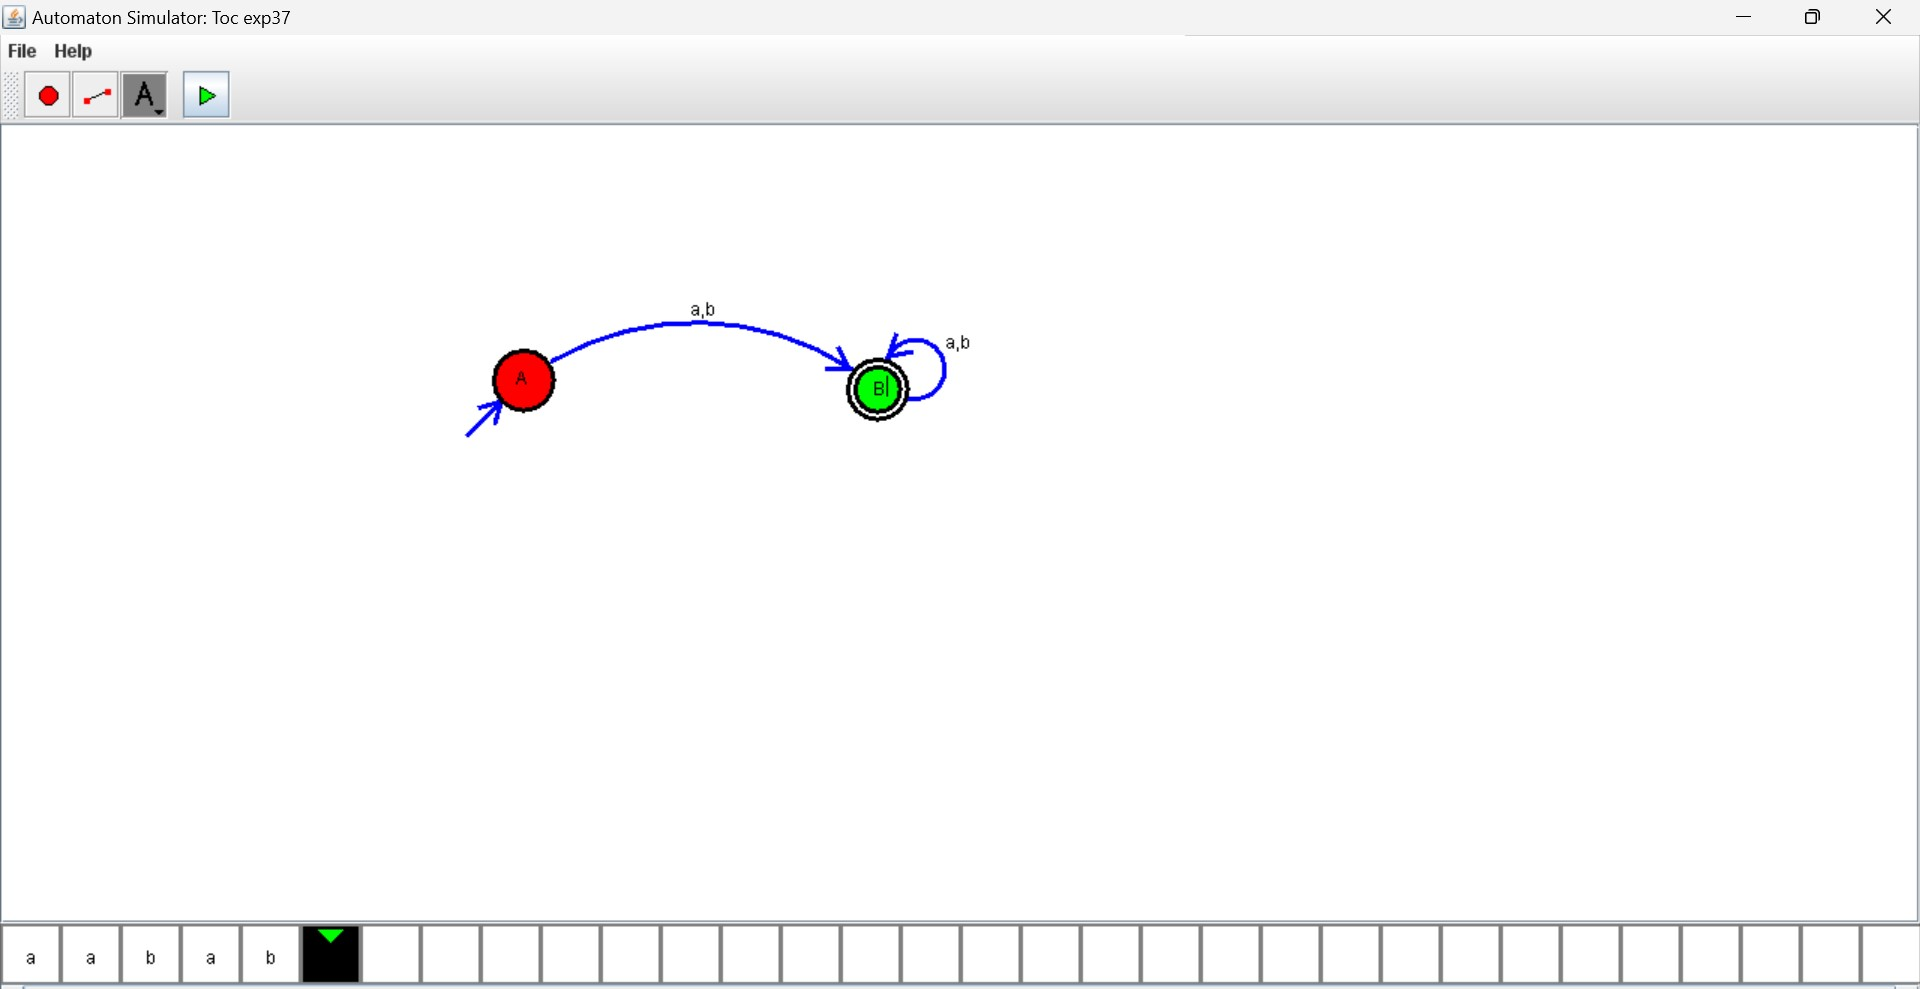 Automaton Simulator: Toc exp37
File Help
A
a,b
a,b
A
B
a a b a b